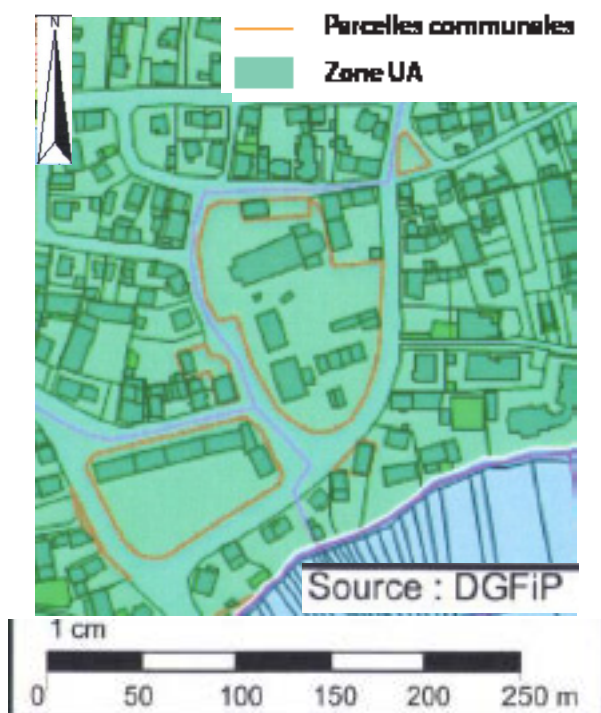 N
Parcelles communales
Zone UA
Source : DGFiP
1 cm
0 50 100 150 200 250 m